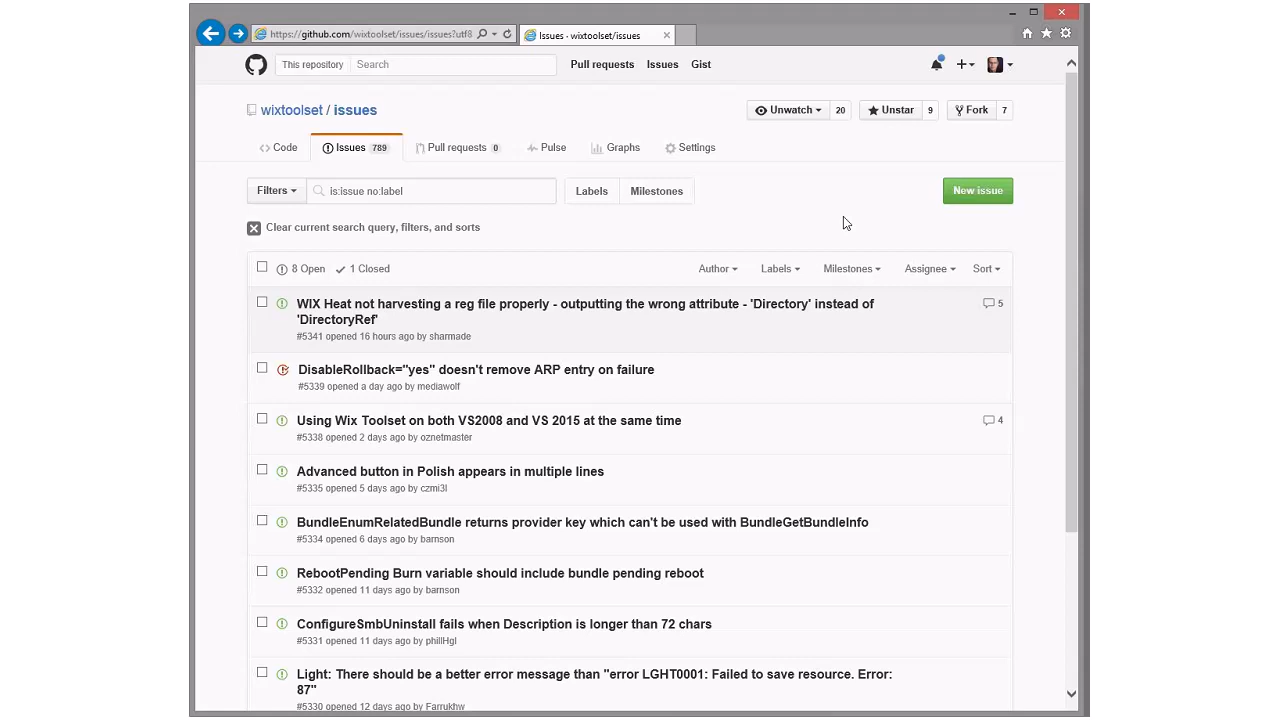 https://github.com/wixtoolset/issues/issues?utf8
Issues · wixtoolset/issues
This repository Search Pull requests Issues Gist
wixtoolset / issues
Unwatch 20 Unstar 9 Fork 7
Code Issues 789 Pull requests 0 Pulse Graphs Settings
Filters is:issue no:label Labels Milestones New issue
Clear current search query, filters, and sorts
8 Open 1 Closed Author Labels Milestones Assignee Sort
WIX Heat not harvesting a reg file properly - outputting the wrong attribute - 'Directory' instead of 5
'DirectoryRef'
#5341 opened 16 hours ago by sharmade
DisableRollback="yes" doesn't remove ARP entry on failure
#5339 opened a day ago by mediawolf
Using Wix Toolset on both VS2008 and VS 2015 at the same time 4
#5338 opened 2 days ago by oznetmaster
Advanced button in Polish appears in multiple lines
#5335 opened 5 days ago by czmi3l
BundleEnumRelatedBundle returns provider key which can't be used with BundleGetBundleInfo
#5334 opened 6 days ago by barnson
RebootPending Burn variable should include bundle pending reboot
#5332 opened 11 days ago by barnson
ConfigureSmbUninstall fails when Description is longer than 72 chars
#5331 opened 11 days ago by phillHgl
Light: There should be a better error message than "error LGHT0001: Failed to save resource. Error:
87"
#5330 opened 12 days ago by Farrukhw